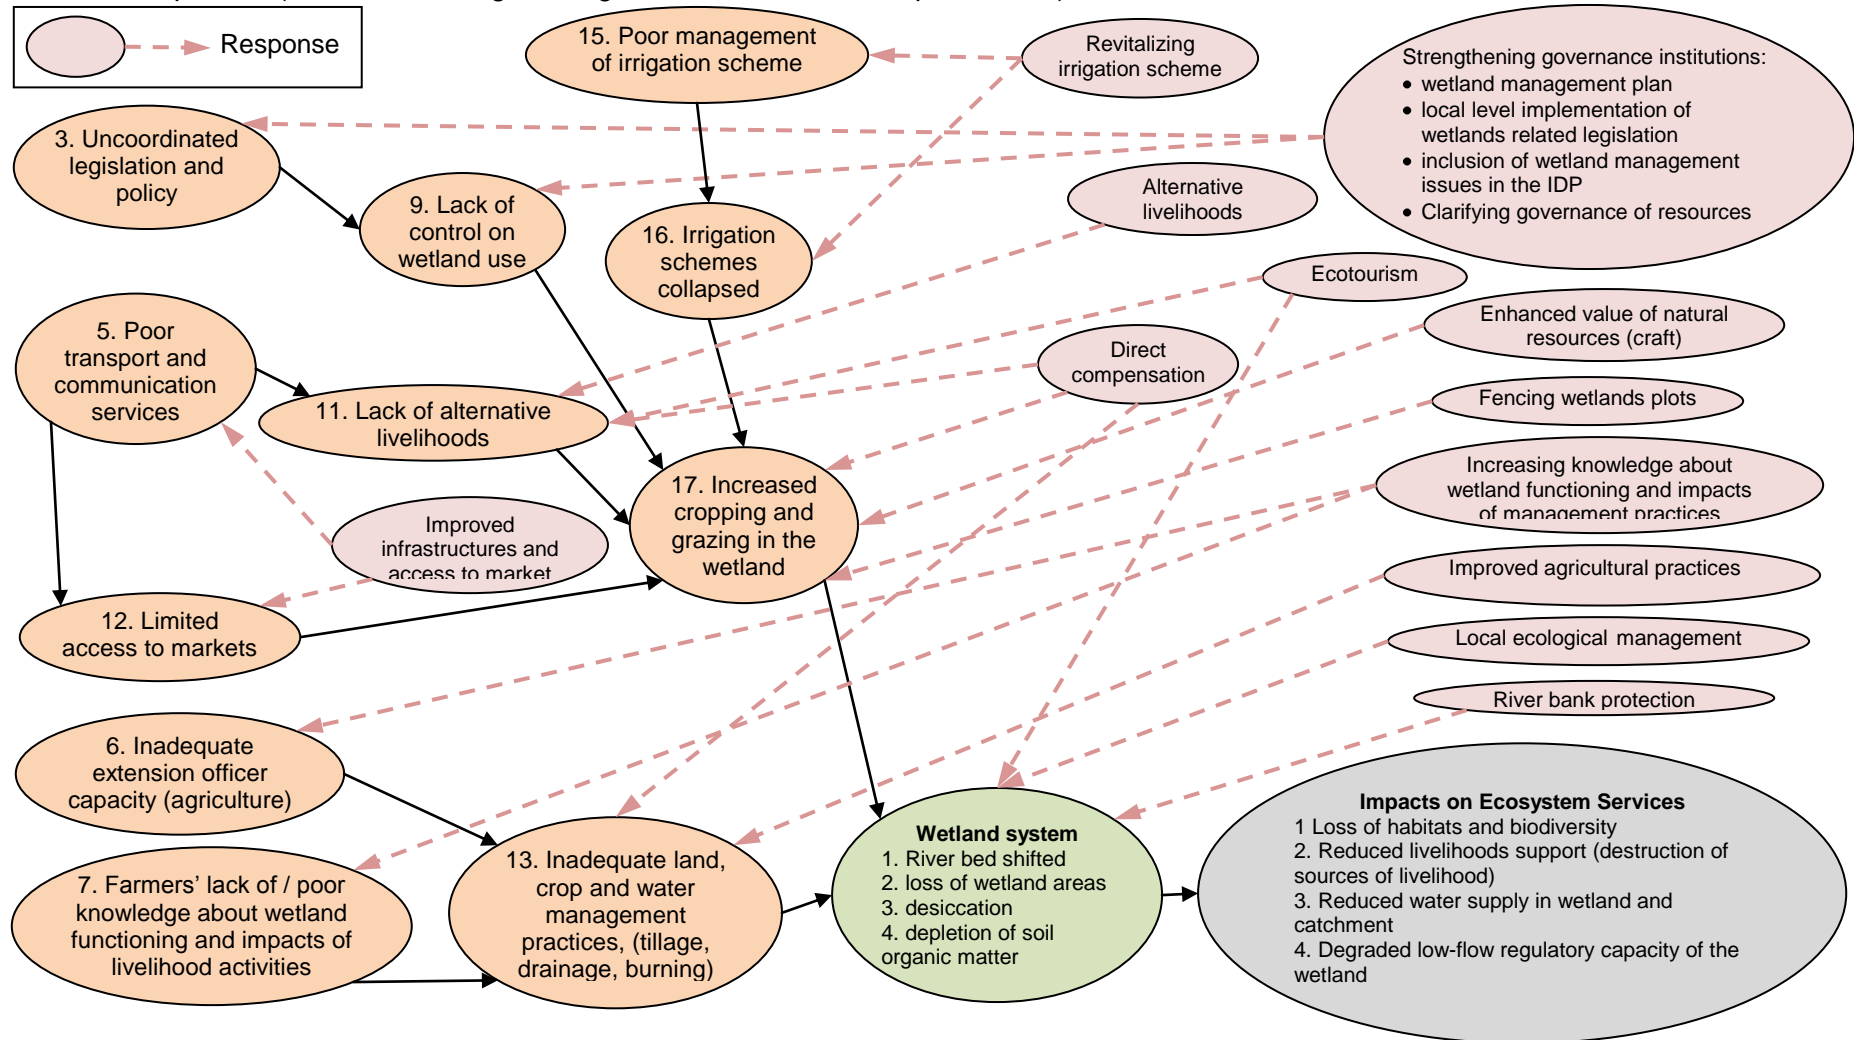 Response
15. Poor management
of irrigation scheme
Revitalizing
irrigation scheme
Strengthening governance institutions:
• wetland management plan
• local level implementation of
wetlands related legislation
• inclusion of wetland management
issues in the IDP
• Clarifying governance of resources
3. Uncoordinated
legislation and
policy
9. Lack of
control on
wetland use
16. Irrigation
schemes
collapsed
Alternative
livelihoods
Ecotourism
Enhanced value of natural
resources (craft)
5. Poor
transport and
communication
services
11. Lack of alternative
livelihoods
Direct
compensation
Fencing wetlands plots
Increasing knowledge about
wetland functioning and impacts
of management practices
17. Increased
cropping and
grazing in the
wetland
Improved
infrastructures and
access to market
Improved agricultural practices
12. Limited
access to markets
Local ecological management
River bank protection
6. Inadequate
extension officer
capacity (agriculture)
7. Farmers’ lack of / poor
knowledge about wetland
functioning and impacts of
livelihood activities
13. Inadequate land,
crop and water
management
practices, (tillage,
drainage, burning)
Wetland system
1. River bed shifted
2. loss of wetland areas
3. desiccation
4. depletion of soil
organic matter
Impacts on Ecosystem Services
1 Loss of habitats and biodiversity
2. Reduced livelihoods support (destruction of
sources of livelihood)
3. Reduced water supply in wetland and
catchment
4. Degraded low-flow regulatory capacity of the
wetland